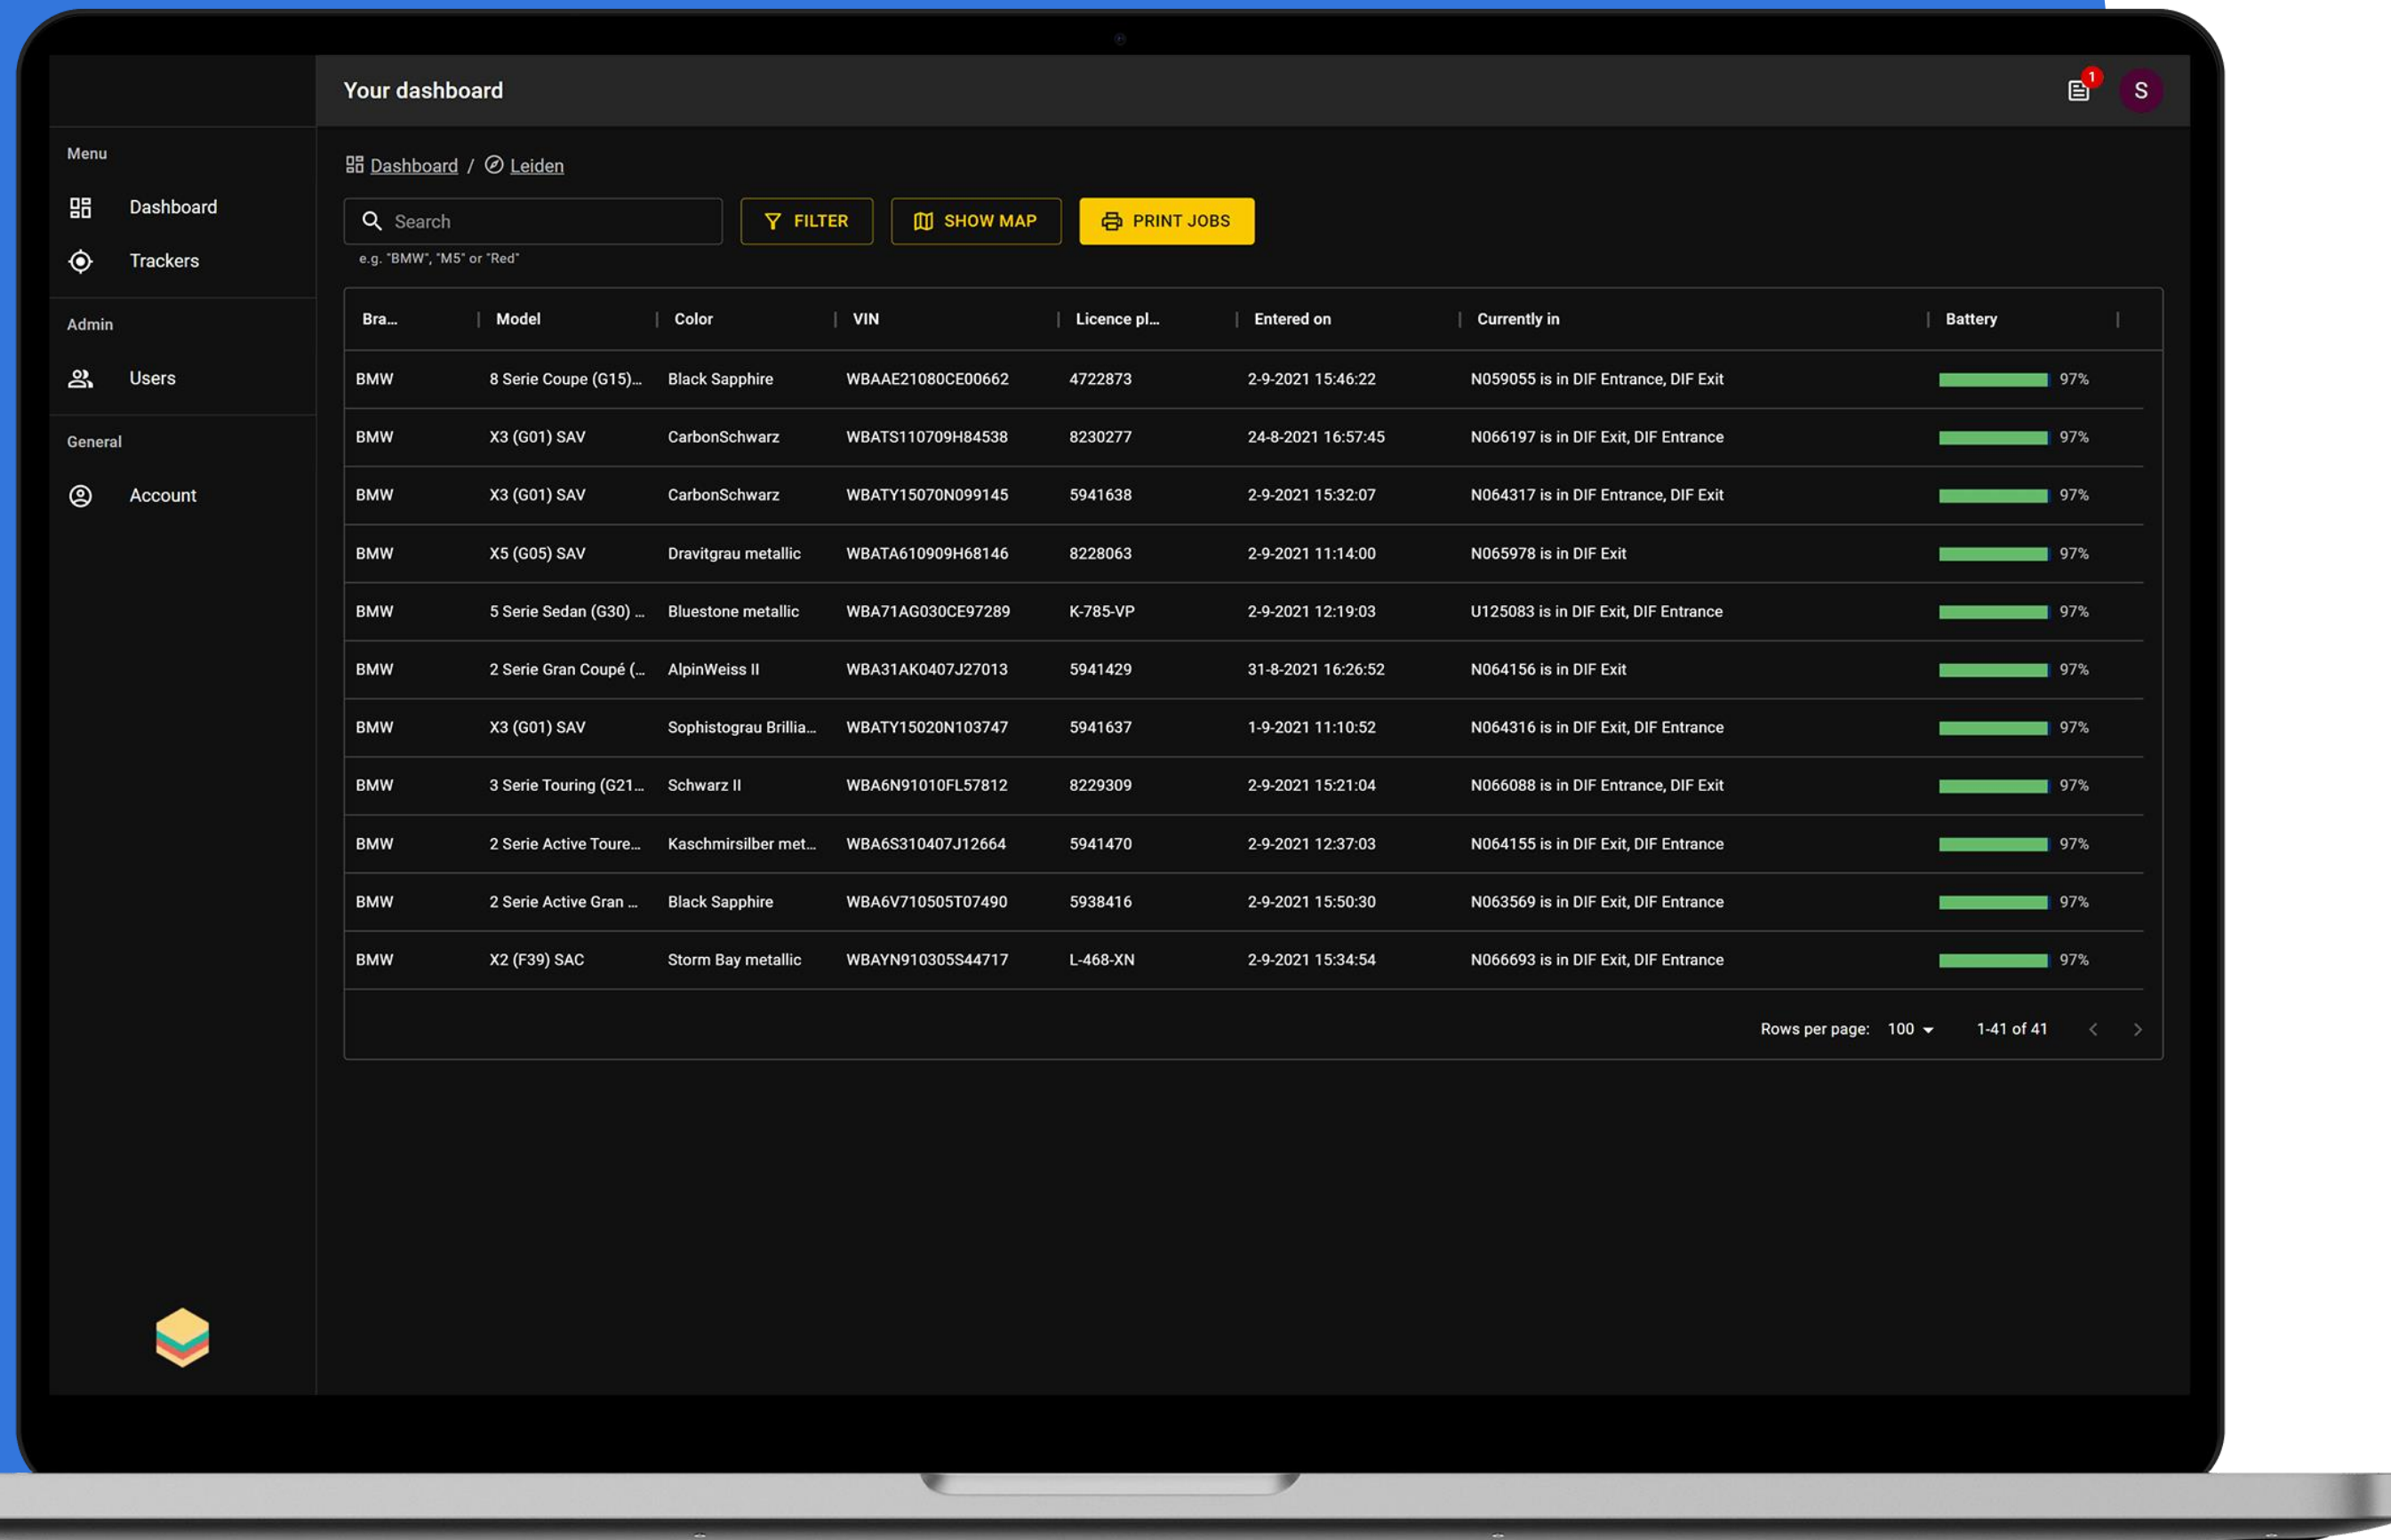 Your dashboard
1
S
Menu
Dashboard
Trackers
Admin
Users
General
Account
Dashboard / Leiden
Search
FILTER
SHOW MAP
PRINT JOBS
e.g. "BMW", "M5" or "Red"
Bra... Model Color VIN Licence pl... Entered on Currently in Battery
BMW 8 Serie Coupe (G15)... Black Sapphire WBAAE21080CE00662 4722873 2-9-2021 15:46:22 N059055 is in DIF Entrance, DIF Exit 97%
BMW X3 (G01) SAV CarbonSchwarz WBATS110709H84538 8230277 24-8-2021 16:57:45 N066197 is in DIF Exit, DIF Entrance 97%
BMW X3 (G01) SAV CarbonSchwarz WBATY15070N099145 5941638 2-9-2021 15:32:07 N064317 is in DIF Entrance, DIF Exit 97%
BMW X5 (G05) SAV Dravitgrau metallic WBATA610909H68146 8228063 2-9-2021 11:14:00 N065978 is in DIF Exit 97%
BMW 5 Serie Sedan (G30) ... Bluestone metallic WBA71AG030CE97289 K-785-VP 2-9-2021 12:19:03 U125083 is in DIF Exit, DIF Entrance 97%
BMW 2 Serie Gran Coupé (... AlpinWeiss II WBA31AK0407J27013 5941429 31-8-2021 16:26:52 N064156 is in DIF Exit 97%
BMW X3 (G01) SAV Sophistograu Brillia... WBATY15020N103747 5941637 1-9-2021 11:10:52 N064316 is in DIF Exit, DIF Entrance 97%
BMW 3 Serie Touring (G21... Schwarz II WBA6N91010FL57812 8229309 2-9-2021 15:21:04 N066088 is in DIF Entrance, DIF Exit 97%
BMW 2 Serie Active Toure... Kaschmirsilber met... WBA6S310407J12664 5941470 2-9-2021 12:37:03 N064155 is in DIF Exit, DIF Entrance 97%
BMW 2 Serie Active Gran ... Black Sapphire WBA6V710505T07490 5938416 2-9-2021 15:50:30 N063569 is in DIF Exit, DIF Entrance 97%
BMW X2 (F39) SAC Storm Bay metallic WBAYN910305S44717 L-468-XN 2-9-2021 15:34:54 N066693 is in DIF Exit, DIF Entrance 97%
Rows per page: 100 1-41 of 41